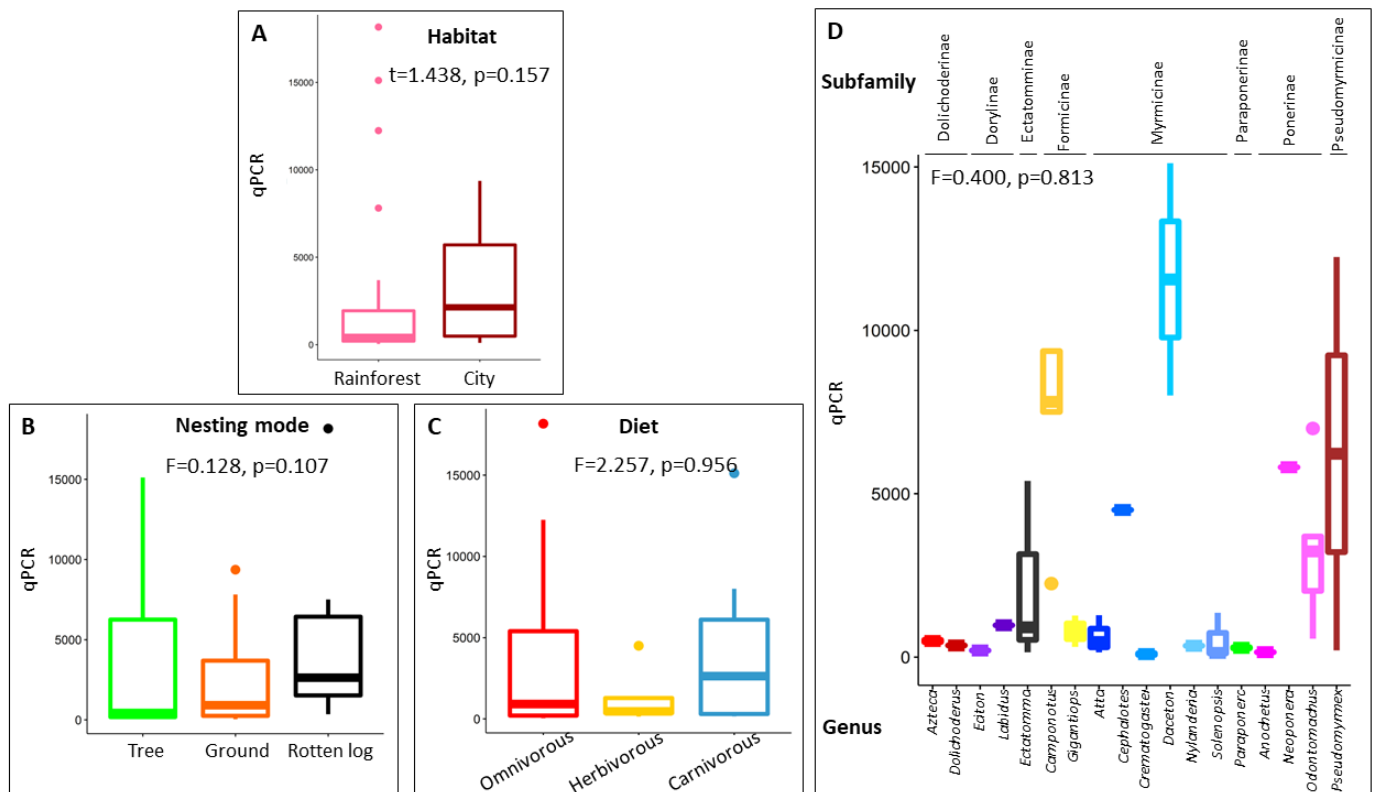 A
Habitat
t=1.438, p=0.157
qPCR
15000
10000
5000
0
Rainforest
City
B
Nesting mode
F=0.128, p=0.107
qPCR
15000
10000
5000
0
Tree
Ground
Rotten log
C
Diet
F=2.257, p=0.956
qPCR
15000
10000
5000
0
Omnivorous
Herbivorous
Carnivorous
D
Subfamily
Dolichoderinae
Dorylinae
Ectatomminae
Formicinae
Myrmicinae
Paraponerinae
Ponerinae
Pseudomyrmicinae
F=0.400, p=0.813
qPCR
15000
10000
5000
0
Genus
Azteca
Dolichoderus
Eciton
Labidus
Ectatomma
Camponotus
Gigantiops
Atta
Cephalotes
Crematogaster
Daceton
Nylanderia
Solenopsis
Paraponera
Anochetus
Neoponera
Odontomachus
Pseudomyrmex